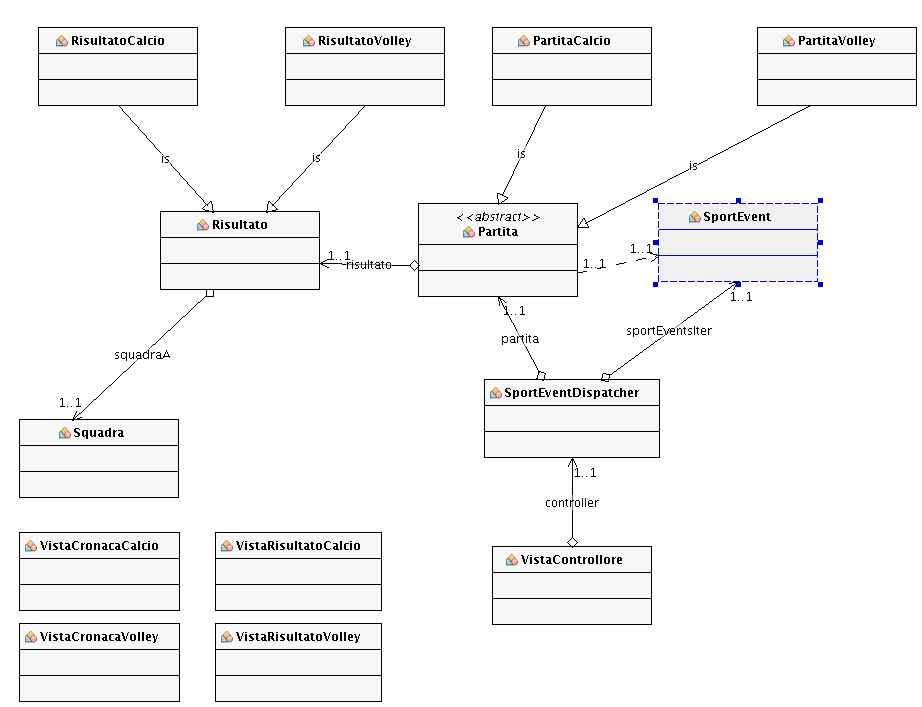 RisultatoCalcio
RisultatoVolley
PartitaCalcio
PartitaVolley
is
is
is
is
<<abstract>>
Partita
Risultato
SportEvent
1..1
risultato
1..1
1..1
1..1
1..1
sportEventsIter
partita
squadraA
1..1
SportEventDispatcher
Squadra
1..1
controller
VistaCronacaCalcio
VistaRisultatoCalcio
VistaControllore
VistaCronacaVolley
VistaRisultatoVolley